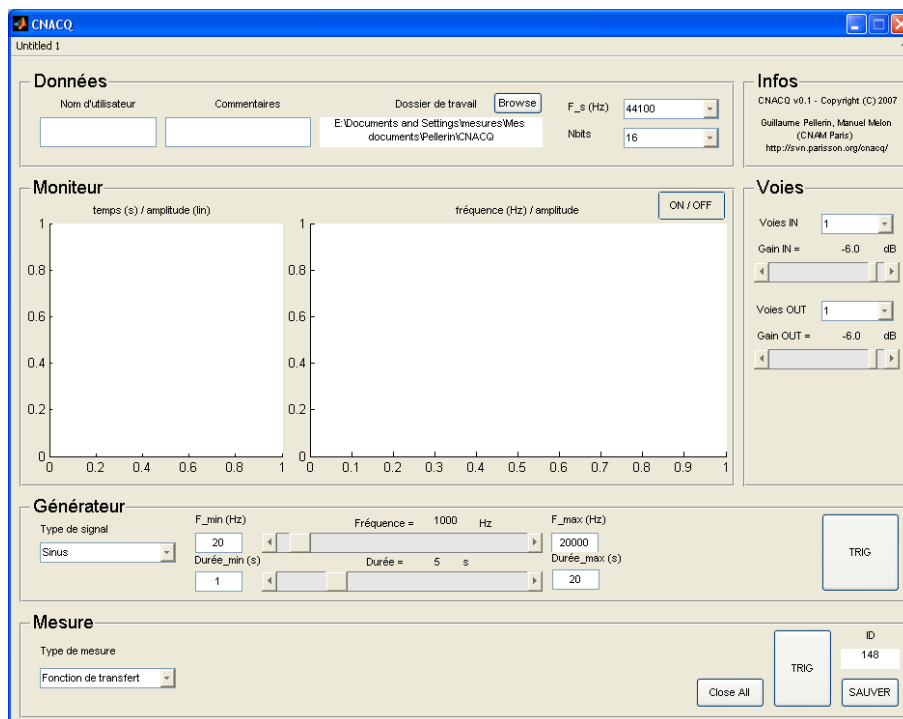 CNACQ
Untitled 1
Données
Nom d'utilisateur
Commentaires
Dossier de travail
Browse
E:\Documents and Settings\mesures\Mes
documents\Pellerin\CNACQ
F_s (Hz)
44100
Nbits
16
Infos
CNACQ v0.1 - Copyright (C) 2007
Guillaume Pellerin, Manuel Melon
(CNAM Paris)
http://svn.parisson.org/cnacq/
Moniteur
temps (s) / amplitude (lin)
1
0.8
0.6
0.4
0.2
0
0 0.2 0.4 0.6 0.8 1
fréquence (Hz) / amplitude
ON / OFF
1
0.8
0.6
0.4
0.2
0
0 0.1 0.2 0.3 0.4 0.5 0.6 0.7 0.8 0.9 1
Voies
Voies IN 1
Gain IN = -6.0 dB
Voies OUT 1
Gain OUT = -6.0 dB
Générateur
Type de signal
Sinus
F_min (Hz)
20
Fréquence = 1000 Hz
F_max (Hz)
20000
Durée_min (s)
1
Durée = 5 s
Durée_max (s)
20
TRIG
Mesure
Type de mesure
Fonction de transfert
Close All
TRIG
ID
148
SAUVER